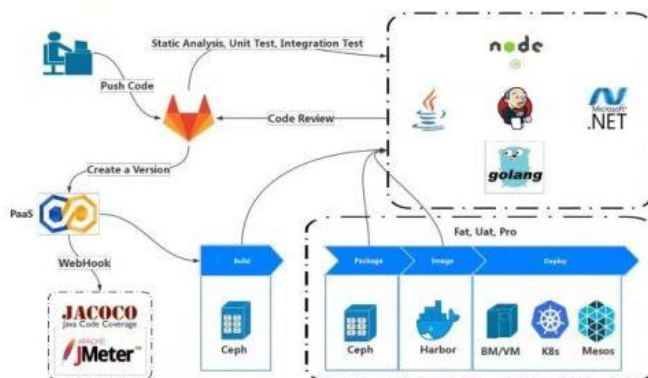 Static Analysis, Unit Test, Integration Test
node
Push Code
Code Review
Microsoft
.NET
Create a Version
golang
PaaS
Fat, Uat, Pro
WebHook
Build
Package
Image
Deploy
JACOCO
Java Code Coverage
APACHE
JMeter
Ceph
Ceph
Harbor
BM/VM
K8s
Mesos